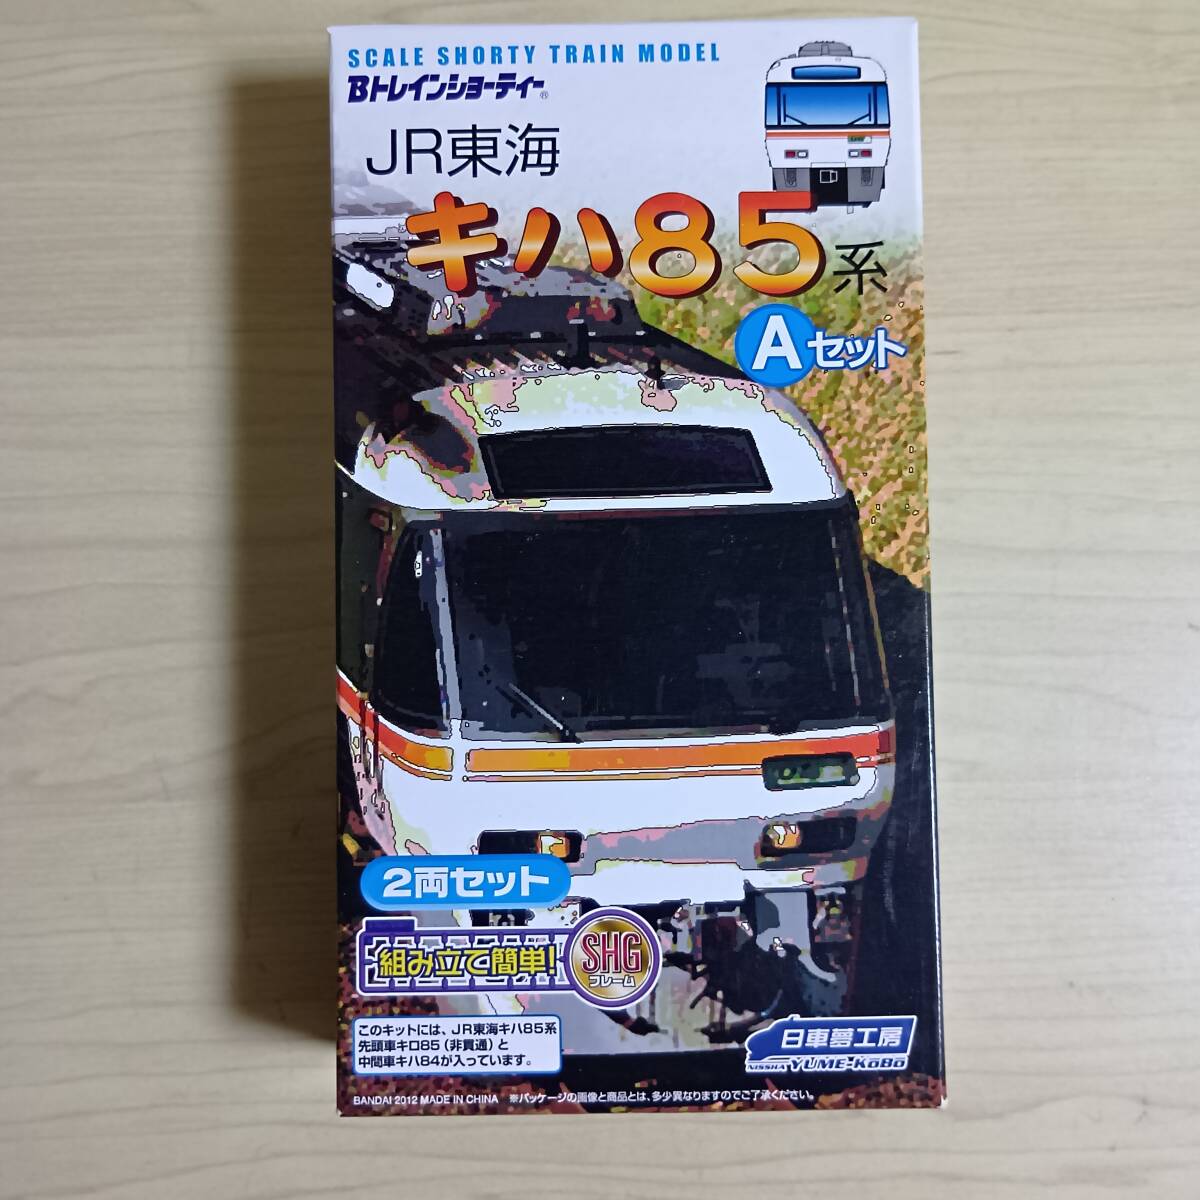 SCALE SHORTY TRAIN MODEL
Bトレインショーティー®
JR東海
キハ85系
Aセット
2両セット
組み立て簡単!
SHG
フレーム
このキットには、JR東海キハ85系
先頭車キロ85(非貫通)と
中間車キハ84が入っています。
日車夢工房
NISSHA YUME-KōBō
BANDAI 2012 MADE IN CHINA ※パッケージの画像と商品とは、多少異なりますのでご了承ください。